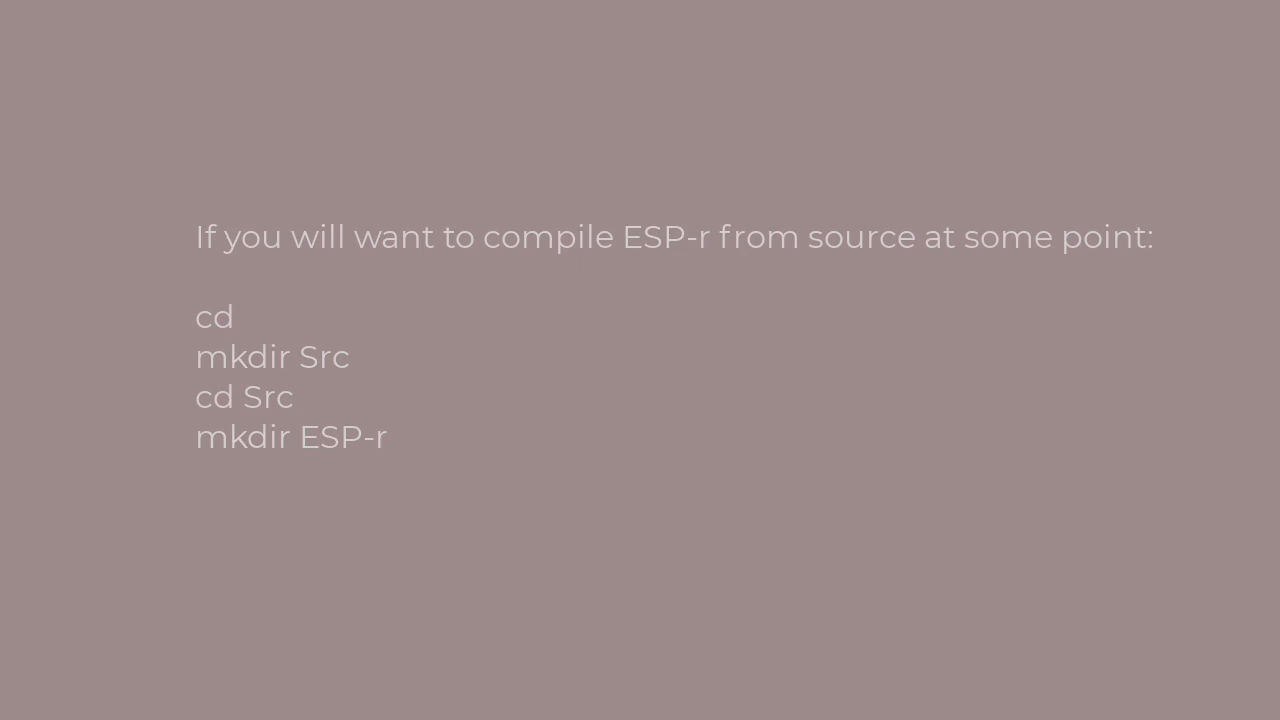 If you will want to compile ESP-r from source at some point:
cd
mkdir Src
cd Src
mkdir ESP-r